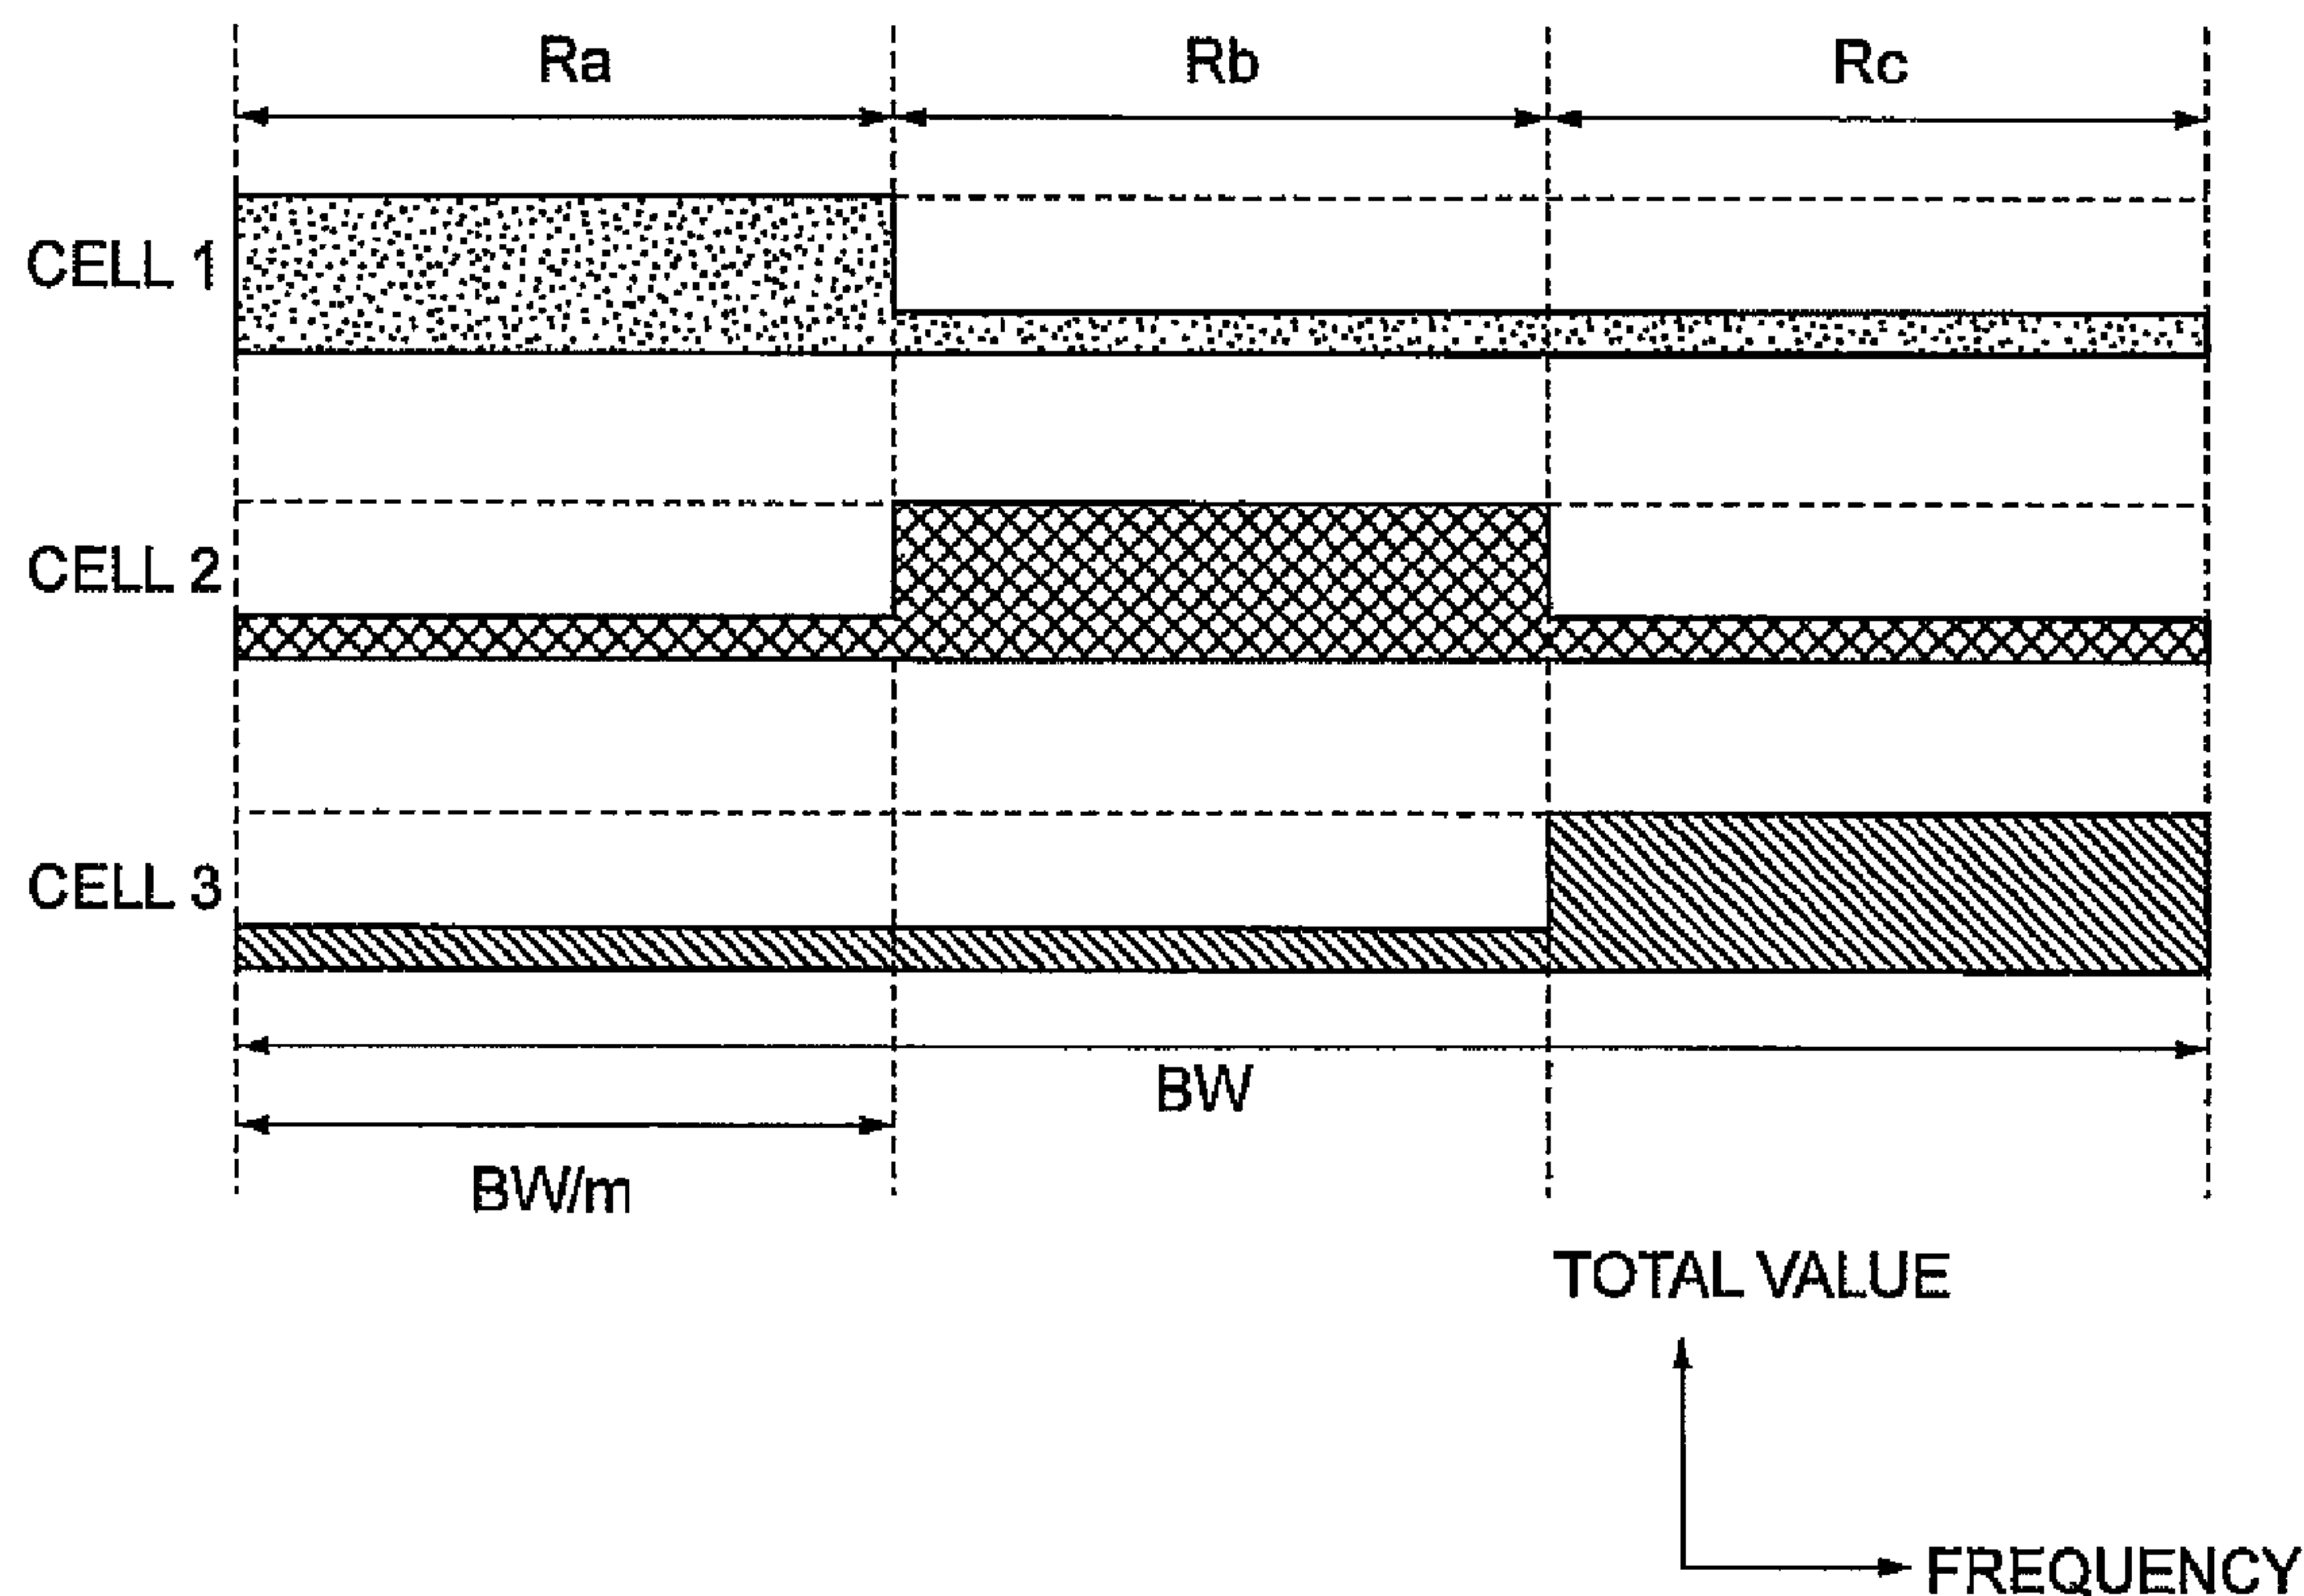 Ra
Rb
Rc
CELL 1
CELL 2
CELL 3
BW
BW/m
TOTAL VALUE
FREQUENCY